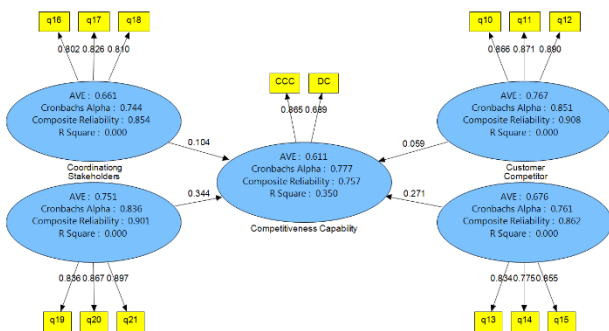 q16 q17 q18
0.802 0.826 0.810
AVE : 0.661
Cronbachs Alpha : 0.744
Composite Reliability : 0.854
R Square : 0.000
Coordinationg
Stakeholders
q10 q11 q12
0.866 0.871 0.890
AVE : 0.767
Cronbachs Alpha : 0.851
Composite Reliability : 0.908
R Square : 0.000
Customer
Competitor
CCC DC
0.865 0.689
AVE : 0.611
Cronbachs Alpha : 0.777
Composite Reliability : 0.757
R Square : 0.350
Competitiveness Capability
0.104
0.059
0.344
0.271
AVE : 0.751
Cronbachs Alpha : 0.836
Composite Reliability : 0.901
R Square : 0.000
0.836 0.867 0.897
q19 q20 q21
AVE : 0.676
Cronbachs Alpha : 0.761
Composite Reliability : 0.862
R Square : 0.000
0.834 0.775 0.855
q13 q14 q15